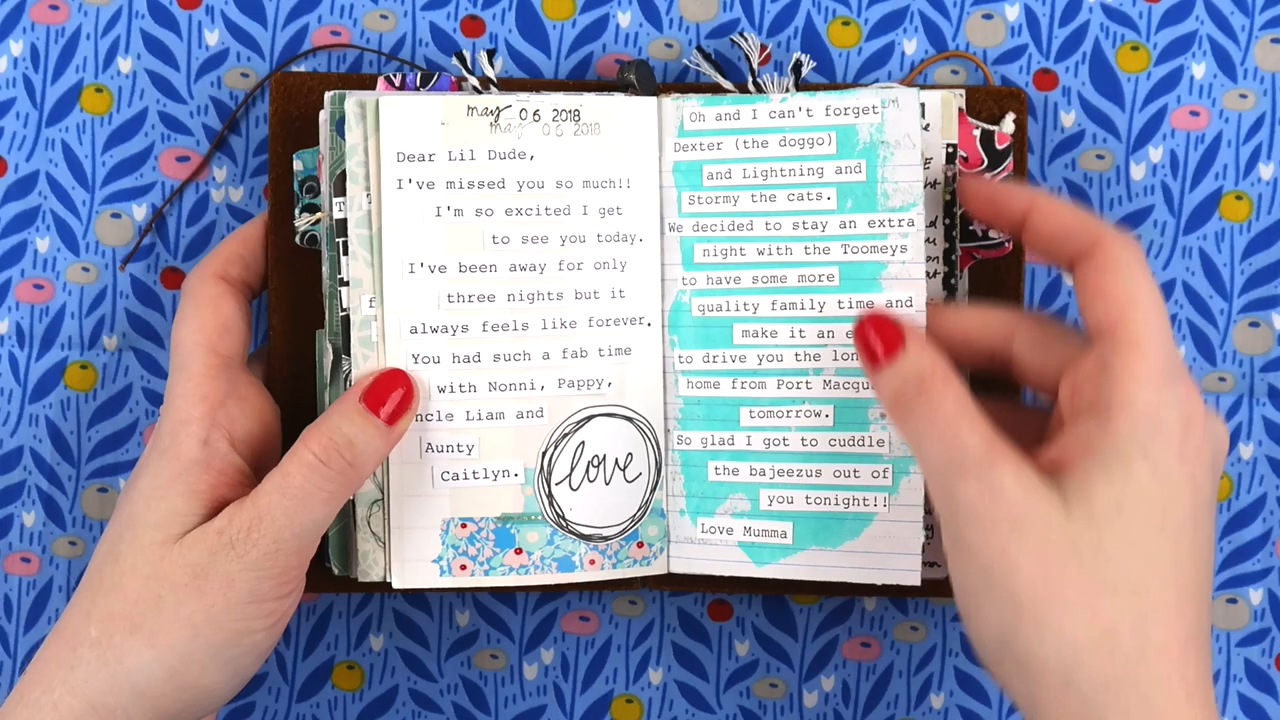 may 06 2018
may 06 2018
Dear Lil Dude,
I've missed you so much!!
I'm so excited I get
to see you today.
I've been away for only
three nights but it
always feels like forever.
You had such a fab time
with Nonni, Pappy,
ncle Liam and
Aunty
Caitlyn.
love
Oh and I can't forget
Dexter (the doggo)
and Lightning and
Stormy the cats.
We decided to stay an extra
night with the Toomeys
to have some more
quality family time and
make it an e
to drive you the lon
home from Port Macqu
tomorrow.
So glad I got to cuddle
the bajeezus out of
you tonight!!
Love Mumma